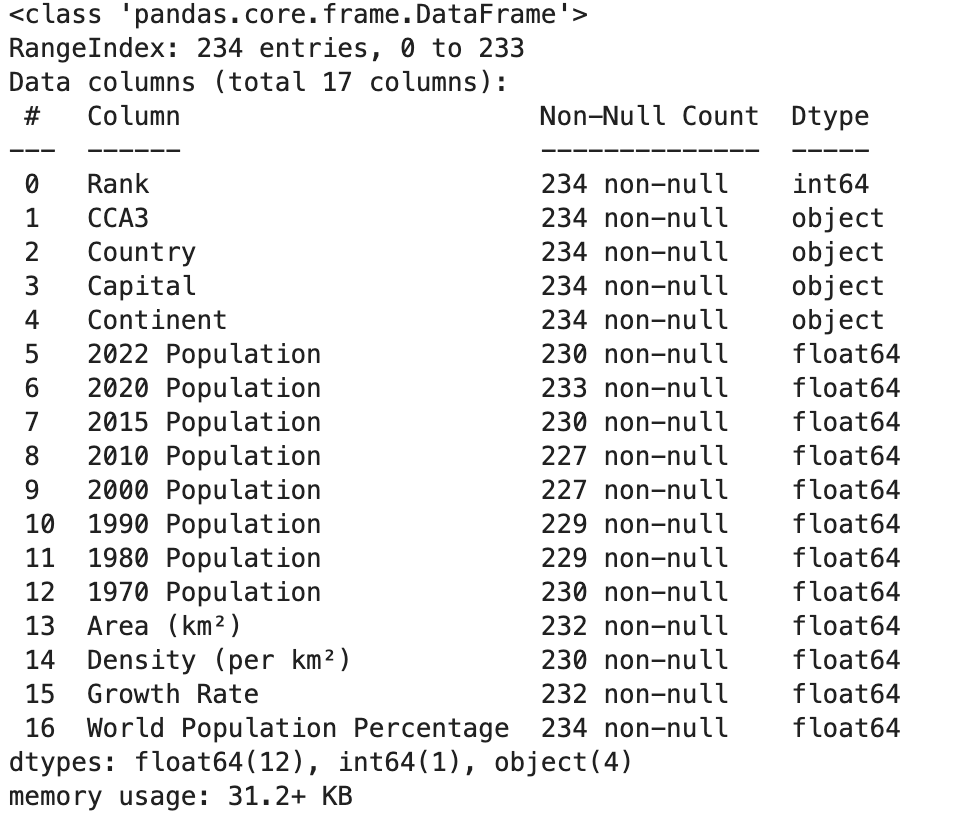 <class 'pandas.core.frame.DataFrame'>
RangeIndex: 234 entries, 0 to 233
Data columns (total 17 columns):
 #   Column                       Non-Null Count  Dtype
---  ------                       --------------  -----
 0   Rank                         234 non-null    int64
 1   CCA3                         234 non-null    object
 2   Country                      234 non-null    object
 3   Capital                      234 non-null    object
 4   Continent                    234 non-null    object
 5   2022 Population              230 non-null    float64
 6   2020 Population              233 non-null    float64
 7   2015 Population              230 non-null    float64
 8   2010 Population              227 non-null    float64
 9   2000 Population              227 non-null    float64
 10  1990 Population              229 non-null    float64
 11  1980 Population              229 non-null    float64
 12  1970 Population              230 non-null    float64
 13  Area (km²)                   232 non-null    float64
 14  Density (per km²)            230 non-null    float64
 15  Growth Rate                  232 non-null    float64
 16  World Population Percentage  234 non-null    float64
dtypes: float64(12), int64(1), object(4)
memory usage: 31.2+ KB